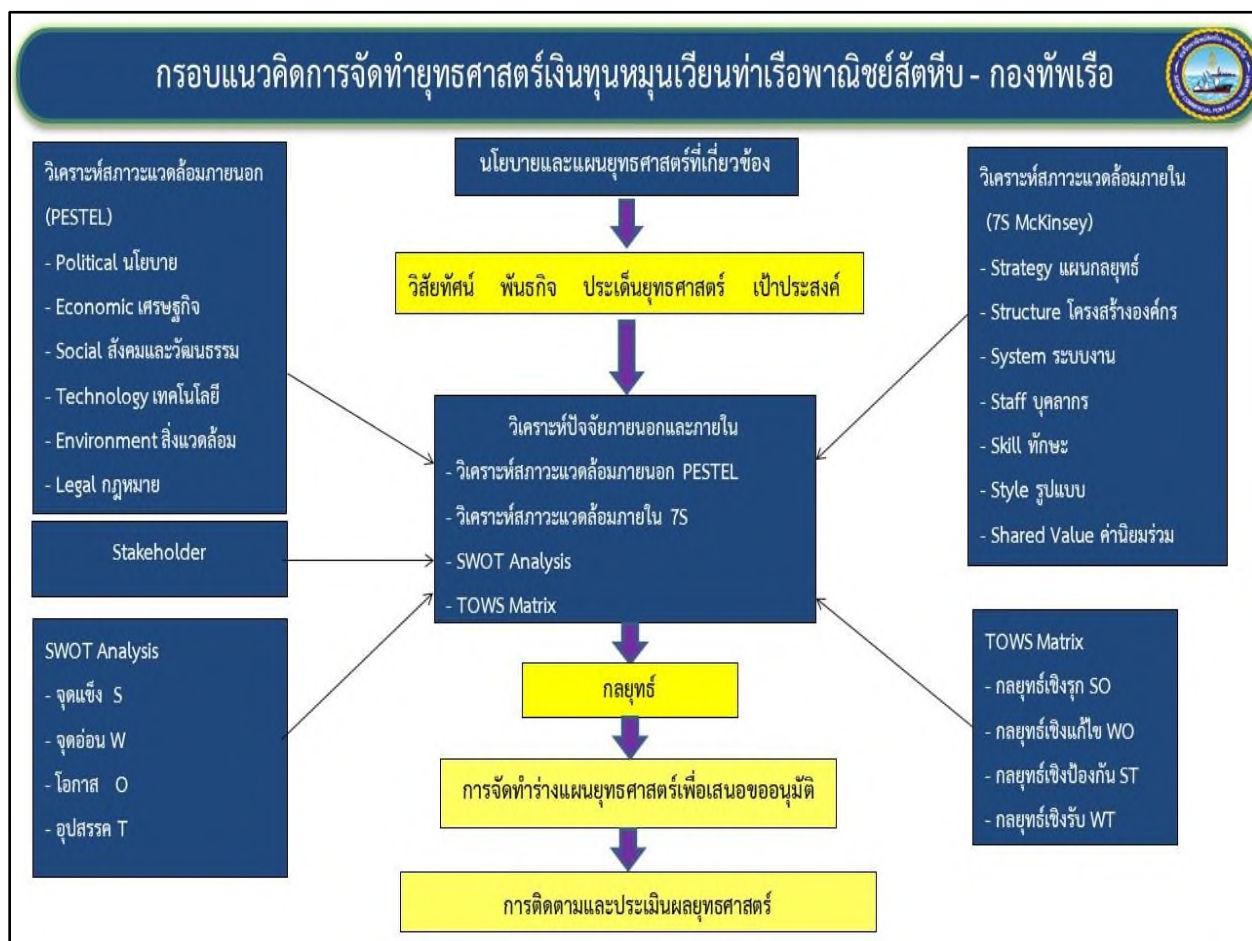 กรอบแนวคิดการจัดทำยุทธศาสตร์เงินทุนหมุนเวียนท่าเรือพาณิชย์สัตหีบ - กองทัพเรือ
วิเคราะห์สภาวะแวดล้อมภายนอก
(PESTEL)
- Political นโยบาย
- Economic เศรษฐกิจ
- Social สังคมและวัฒนธรรม
- Technology เทคโนโลยี
- Environment สิ่งแวดล้อม
- Legal กฎหมาย
Stakeholder
SWOT Analysis
- จุดแข็ง S
- จุดอ่อน W
- โอกาส O
- อุปสรรค T
นโยบายและแผนยุทธศาสตร์ที่เกี่ยวข้อง
วิสัยทัศน์ พันธกิจ ประเด็นยุทธศาสตร์ เป้าประสงค์
วิเคราะห์ปัจจัยภายนอกและภายใน
- วิเคราะห์สภาวะแวดล้อมภายนอก PESTEL
- วิเคราะห์สภาวะแวดล้อมภายใน 7S
- SWOT Analysis
- TOWS Matrix
กลยุทธ์
การจัดทำร่างแผนยุทธศาสตร์เพื่อเสนอขออนุมัติ
การติดตามและประเมินผลยุทธศาสตร์
วิเคราะห์สภาวะแวดล้อมภายใน
(7S McKinsey)
- Strategy แผนกลยุทธ์
- Structure โครงสร้างองค์กร
- System ระบบงาน
- Staff บุคลากร
- Skill ทักษะ
- Style รูปแบบ
- Shared Value ค่านิยมร่วม
TOWS Matrix
- กลยุทธ์เชิงรุก SO
- กลยุทธ์เชิงแก้ไข WO
- กลยุทธ์เชิงป้องกัน ST
- กลยุทธ์เชิงรับ WT